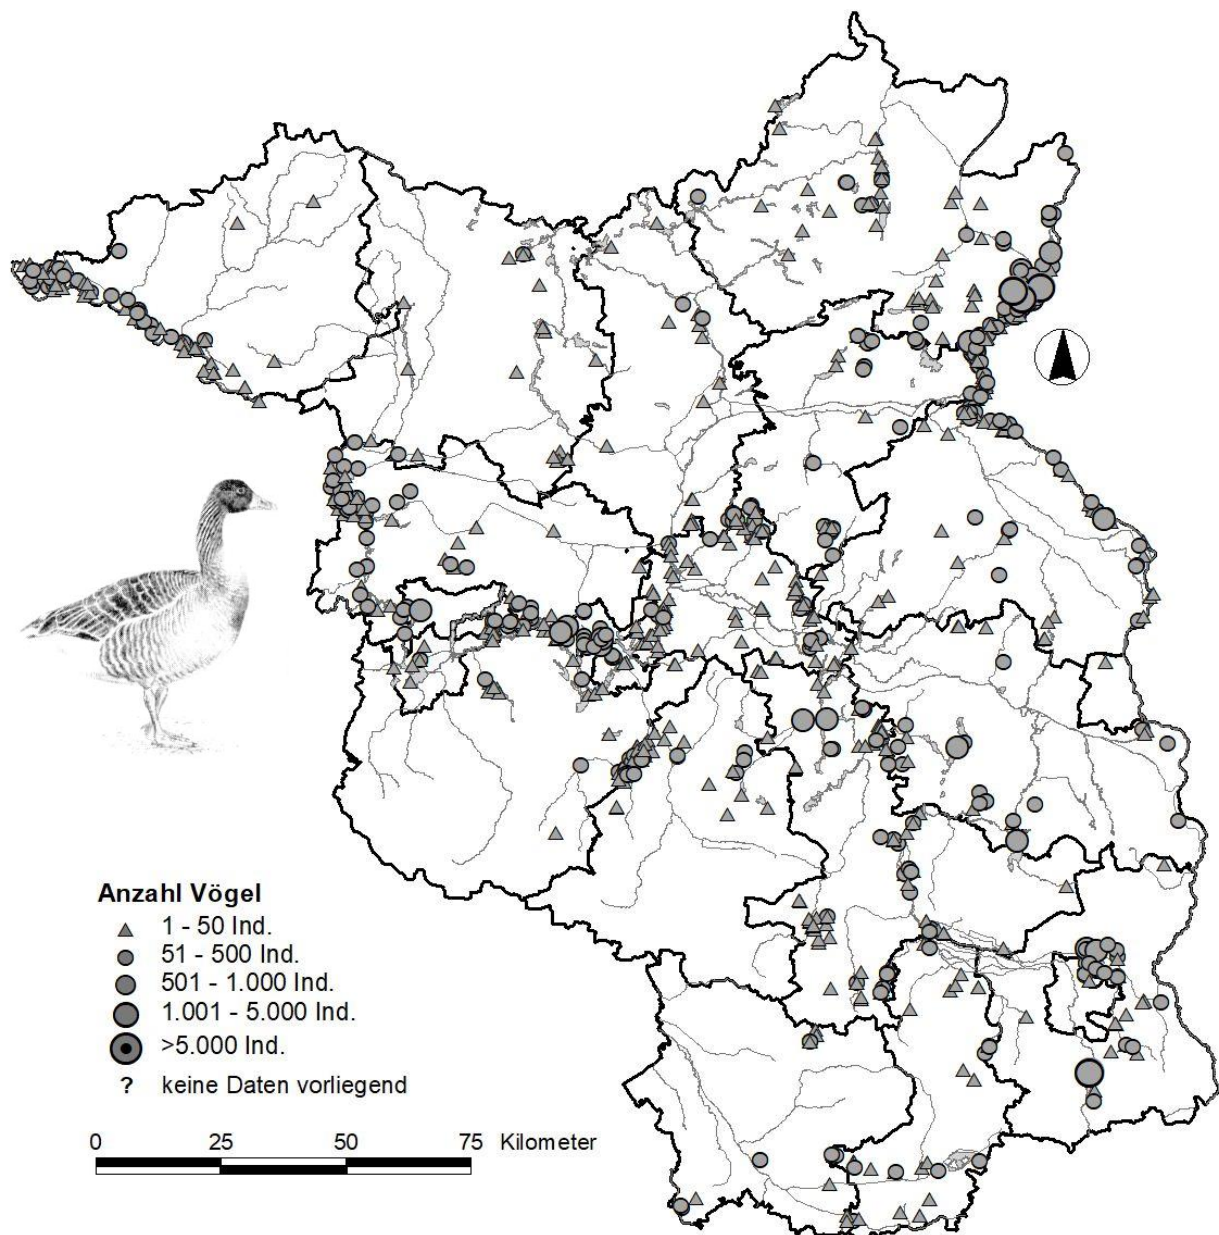 Anzahl Vögel
1 - 50 Ind.
51 - 500 Ind.
501 - 1.000 Ind.
1.001 - 5.000 Ind.
>5.000 Ind.
? keine Daten vorliegend
0 25 50 75 Kilometer